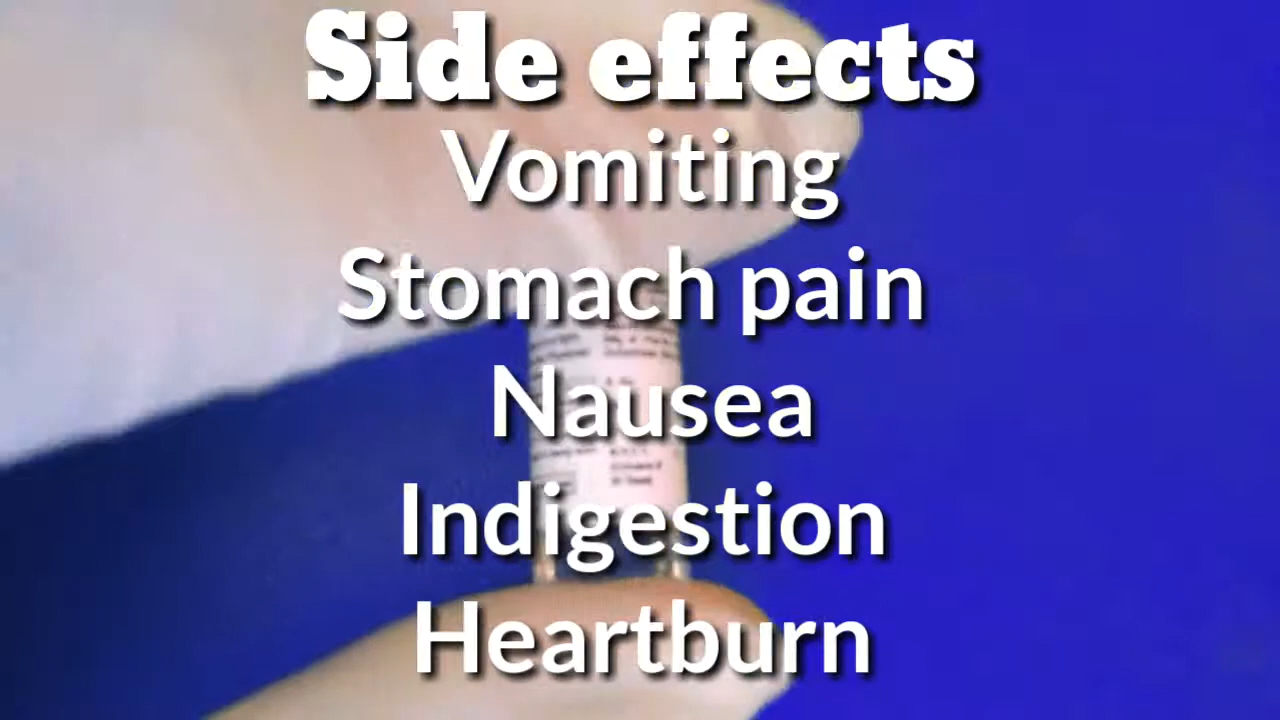 Side effects
Vomiting
Stomach pain
Nausea
Indigestion
Heartburn